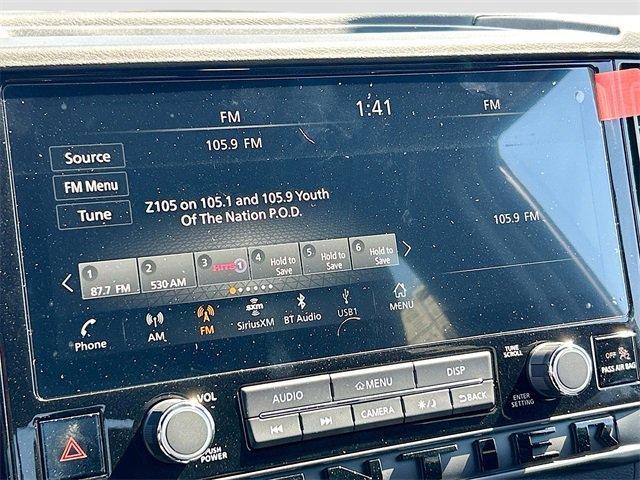 FM
1:41
FM
105.9 FM
Source
FM Menu
Tune
Z105 on 105.1 and 105.9 Youth
Of The Nation P.O.D.
105.9 FM
1
87.7 FM
2
530 AM
3
HITS 1
4
Hold to
Save
5
Hold to
Save
6
Hold to
Save
Phone
AM
FM
sxm
SiriusXM
BT Audio
USB1
MENU
VOL
PUSH
POWER
AUDIO
MENU
DISP
CAMERA
BACK
TUNE
SCROLL
ENTER
SETTING
OFF
PASS AIR BAG